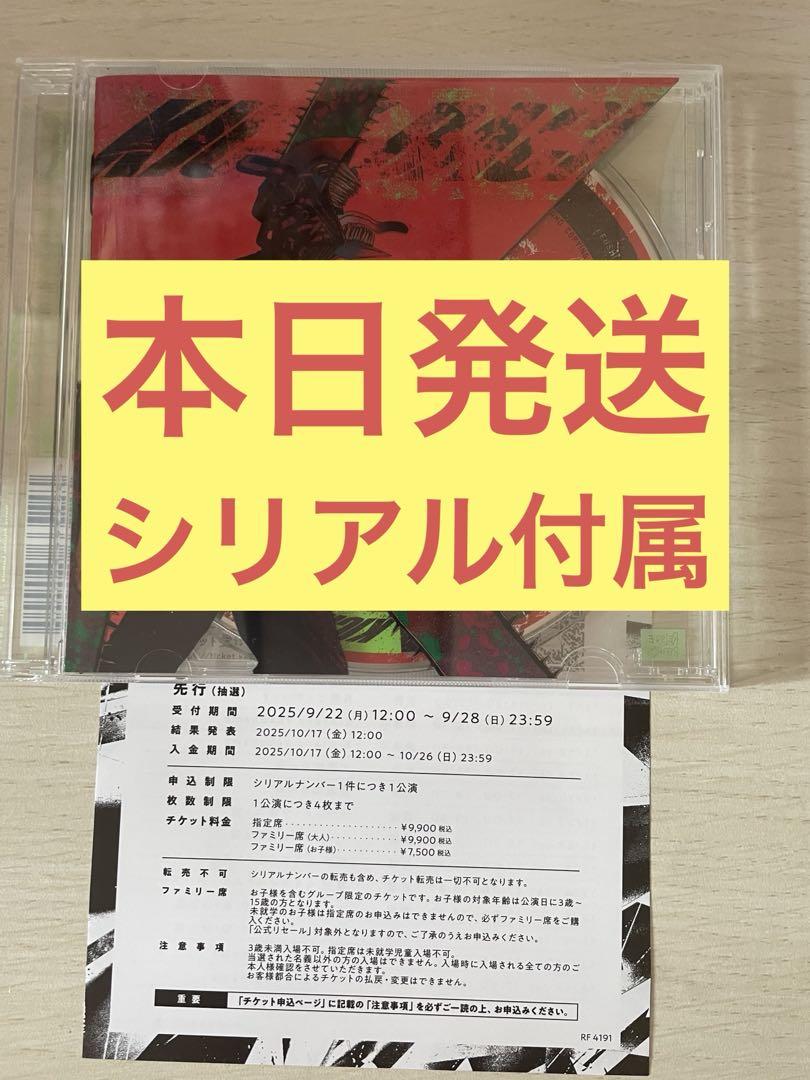 本日発送
シリアル付属
先行（抽選）
受付期間 2025/9/22（月）12:00 ～ 9/28（日）23:59
結果発表 2025/10/17（金）12:00
入金期間 2025/10/17（金）12:00 ～ 10/26（日）23:59
申込制限 シリアルナンバー1件につき1公演
枚数制限 1公演につき4枚まで
チケット料金 指定席····················￥9,900税込
ファミリー席（大人）············￥9,900税込
ファミリー席（お子様）···········￥7,500税込
転売不可 シリアルナンバーの転売も含め、チケット転売は一切不可となります。
ファミリー席 お子様を含むグループ限定のチケットです。お子様の対象年齢は公演日に3歳～
15歳の方となります。
未就学のお子様は指定席のお申込みはできませんので、必ずファミリー席をご購
入ください。
「公式リセール」対象外となりますので、ご了承のうえお申込みください。
注意事項 3歳未満入場不可。指定席は未就学児童入場不可。
当選された名義以外の方の入場はできません。入場時に入場される全ての方のご
本人様確認をさせていただきます。
お客様都合によるチケットの払戻・変更はできません。
重要 「チケット申込ページ」に記載の「注意事項」を必ずご一読の上、お申込みください。
RF 4191